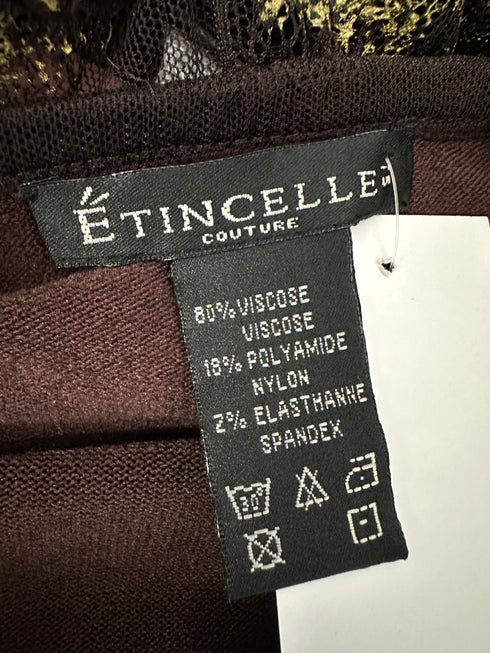 ÉTINCELLE
COUTURE
80% VISCOSE
VISCOSE
18% POLYAMIDE
NYLON
2% ELASTHANNE
SPANDEX
30°